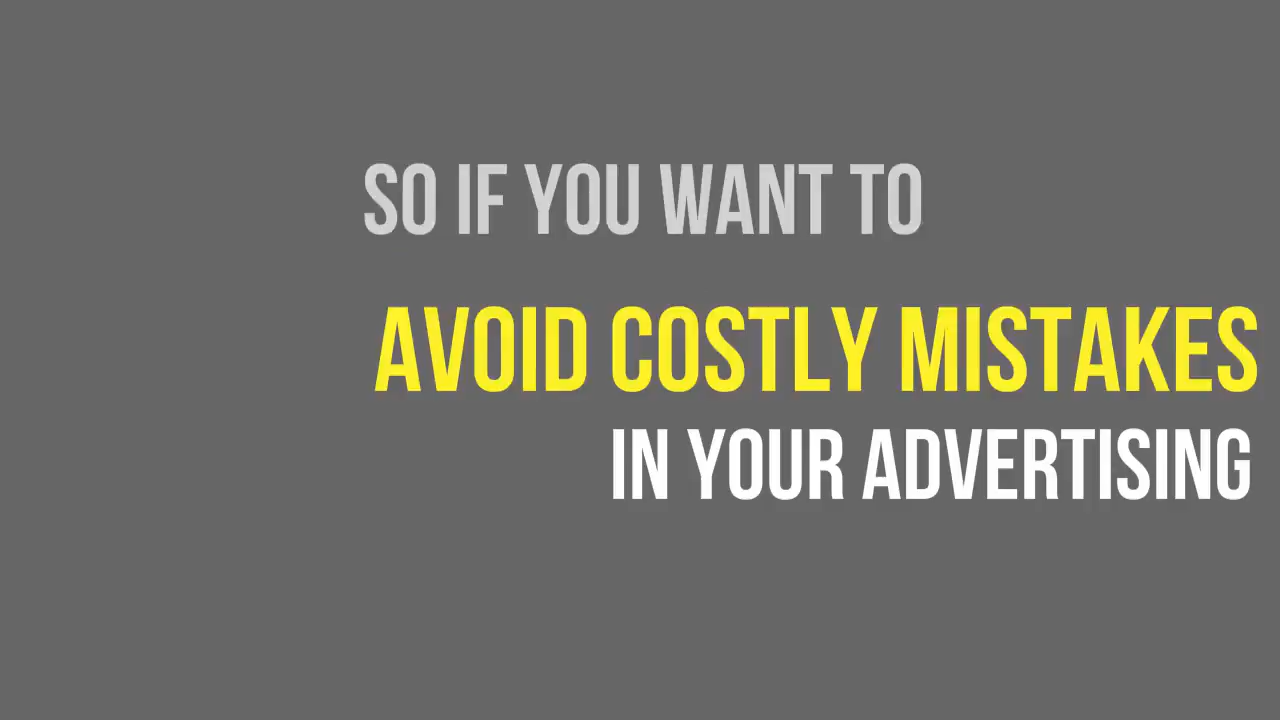 SO IF YOU WANT TO
AVOID COSTLY MISTAKES
IN YOUR ADVERTISING